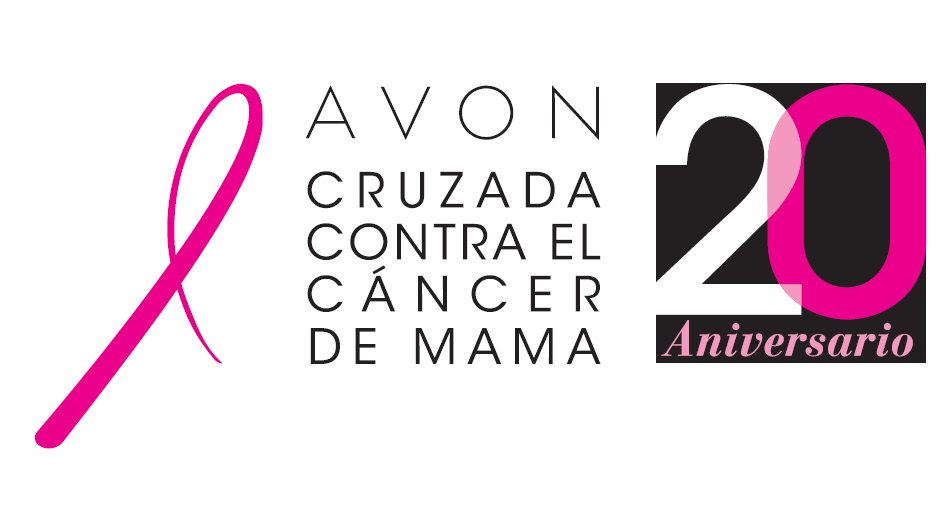 AVON
CRUZADA
CONTRA EL
CÁNCER
DE MAMA
20
Aniversario